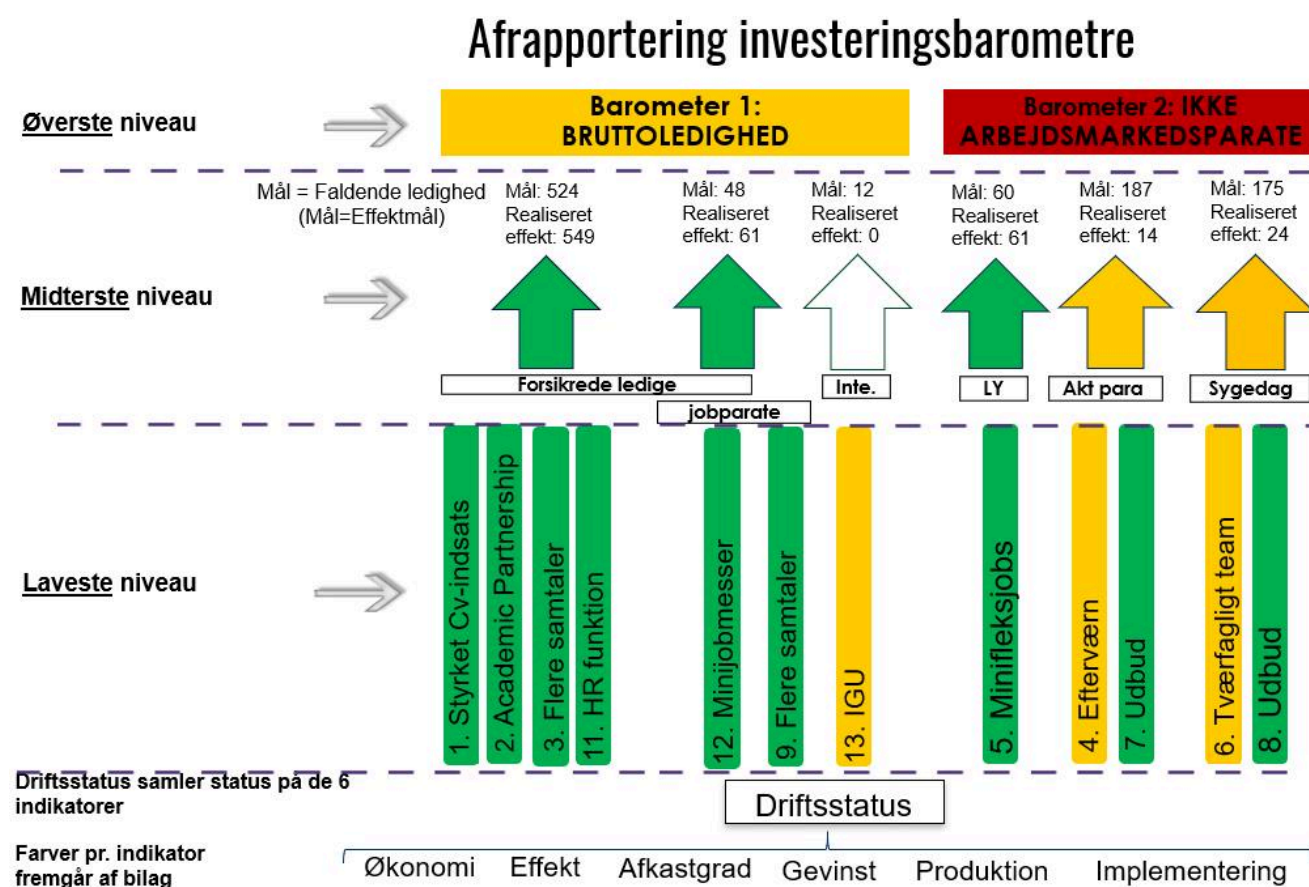 Afrapportering investeringsbarometre
Øverste niveau
Barometer 1:
BRUTTOLEDIGHED
Barometer 2: IKKE
ARBEJDSMARKEDSPARATE
Mål = Faldende ledighed
(Mål=Effektmål)
Mål: 524
Realiseret
effekt: 549
Mål: 48
Realiseret
effekt: 61
Mål: 12
Realiseret
effekt: 0
Mål: 60
Realiseret
effekt: 61
Mål: 187
Realiseret
effekt: 14
Mål: 175
Realiseret
effekt: 24
Midterste niveau
Forsikrede ledige
jobparate
Inte.
LY
Akt para
Sygedag
Laveste niveau
1. Styrket Cv-indsats
2. Academic Partnership
3. Flere samtaler
11. HR funktion
12. Minijobmesser
9. Flere samtaler
13. IGU
5. Minifleksjobs
4. Efterværn
7. Udbud
6. Tværfagligt team
8. Udbud
Driftsstatus samler status på de 6
indikatorer
Driftsstatus
Farver pr. indikator
fremgår af bilag
Økonomi Effekt Afkastgrad Gevinst Produktion Implementering